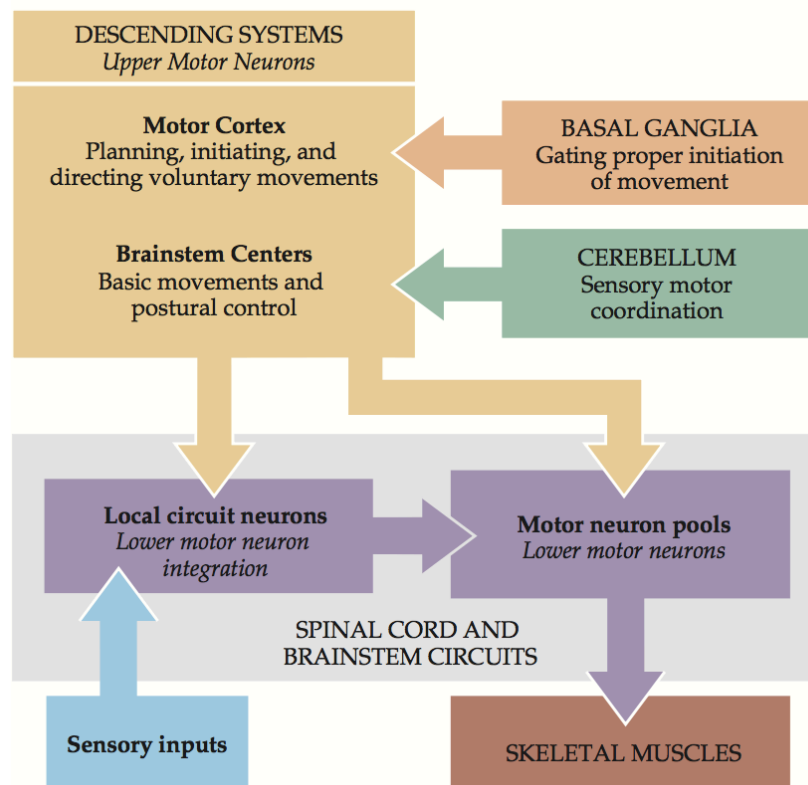 DESCENDING SYSTEMS
Upper Motor Neurons
Motor Cortex
Planning, initiating, and
directing voluntary movements
BASAL GANGLIA
Gating proper initiation
of movement
Brainstem Centers
Basic movements and
postural control
CEREBELLUM
Sensory motor
coordination
Local circuit neurons
Lower motor neuron
integration
Motor neuron pools
Lower motor neurons
SPINAL CORD AND
BRAINSTEM CIRCUITS
Sensory inputs
SKELETAL MUSCLES